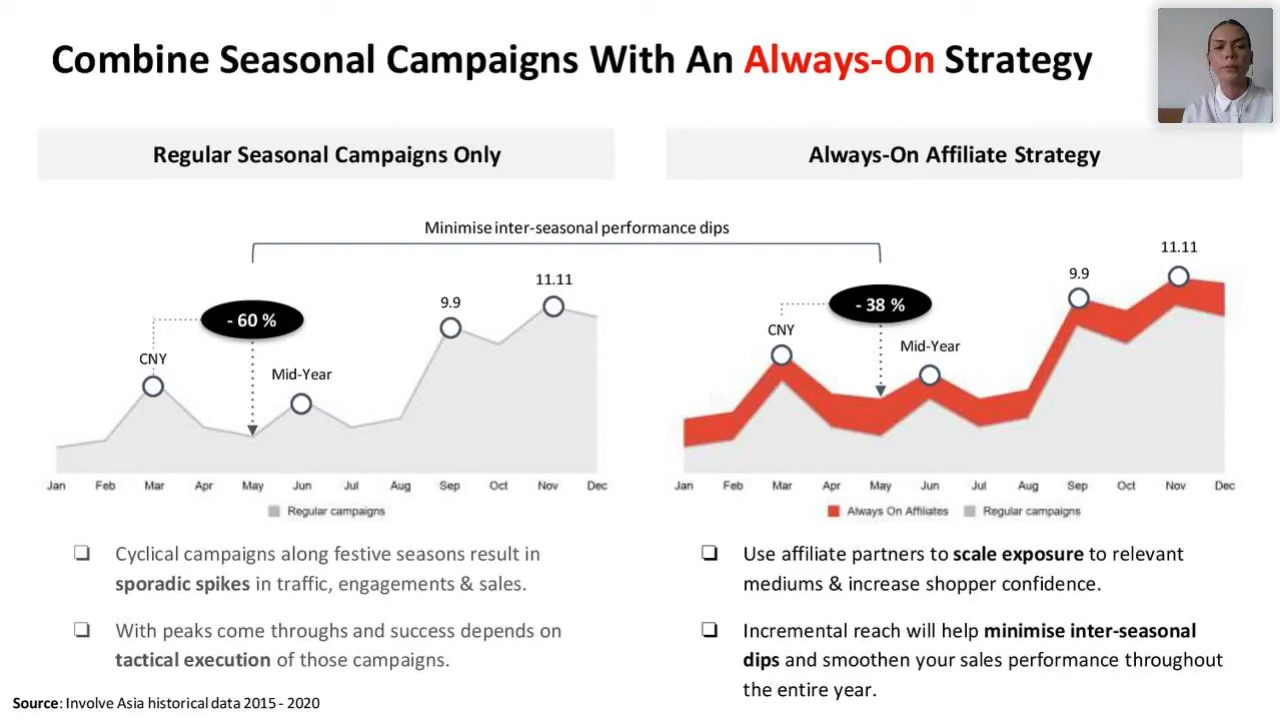 Combine Seasonal Campaigns With An Always-On Strategy
Regular Seasonal Campaigns Only
Always-On Affiliate Strategy
Minimise inter-seasonal performance dips
- 60 %
CNY
Mid-Year
9.9
11.11
Jan Feb Mar Apr May Jun Jul Aug Sep Oct Nov Dec
Regular campaigns
- 38 %
CNY
Mid-Year
9.9
11.11
Jan Feb Mar Apr May Jun Jul Aug Sep Oct Nov Dec
Always On Affiliates Regular campaigns
Cyclical campaigns along festive seasons result in
sporadic spikes in traffic, engagements & sales.
With peaks come throughs and success depends on
tactical execution of those campaigns.
Use affiliate partners to scale exposure to relevant
mediums & increase shopper confidence.
Incremental reach will help minimise inter-seasonal
dips and smoothen your sales performance throughout
the entire year.
Source: Involve Asia historical data 2015 - 2020